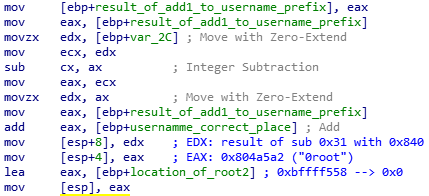 mov [ebp+result_of_add1_to_username_prefix], eax
mov eax, [ebp+result_of_add1_to_username_prefix]
movzx edx, [ebp+var_2C] ; Move with Zero-Extend
mov ecx, edx
sub cx, ax ; Integer Subtraction
mov eax, ecx
movzx edx, ax ; Move with Zero-Extend
mov eax, [ebp+result_of_add1_to_username_prefix]
add eax, [ebp+usernamme_correct_place] ; Add
mov [esp+8], edx ; EDX: result of sub 0x31 with 0x840
mov [esp+4], eax ; EAX: 0x804a5a2 ("0root")
lea eax, [ebp+location_of_root2] ; 0xbffff558 --> 0x0
mov [esp], eax